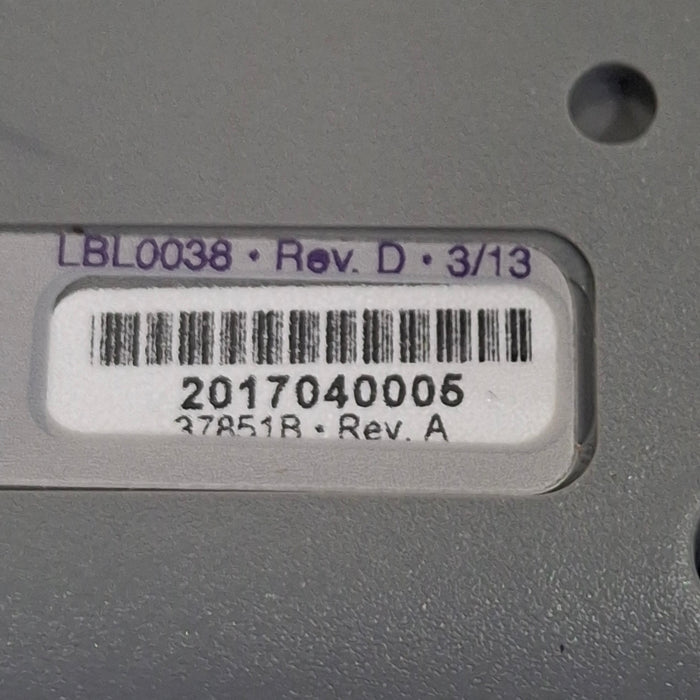 LBL0038 · Rev. D · 3/13
2017040005
37851B · Rev. A